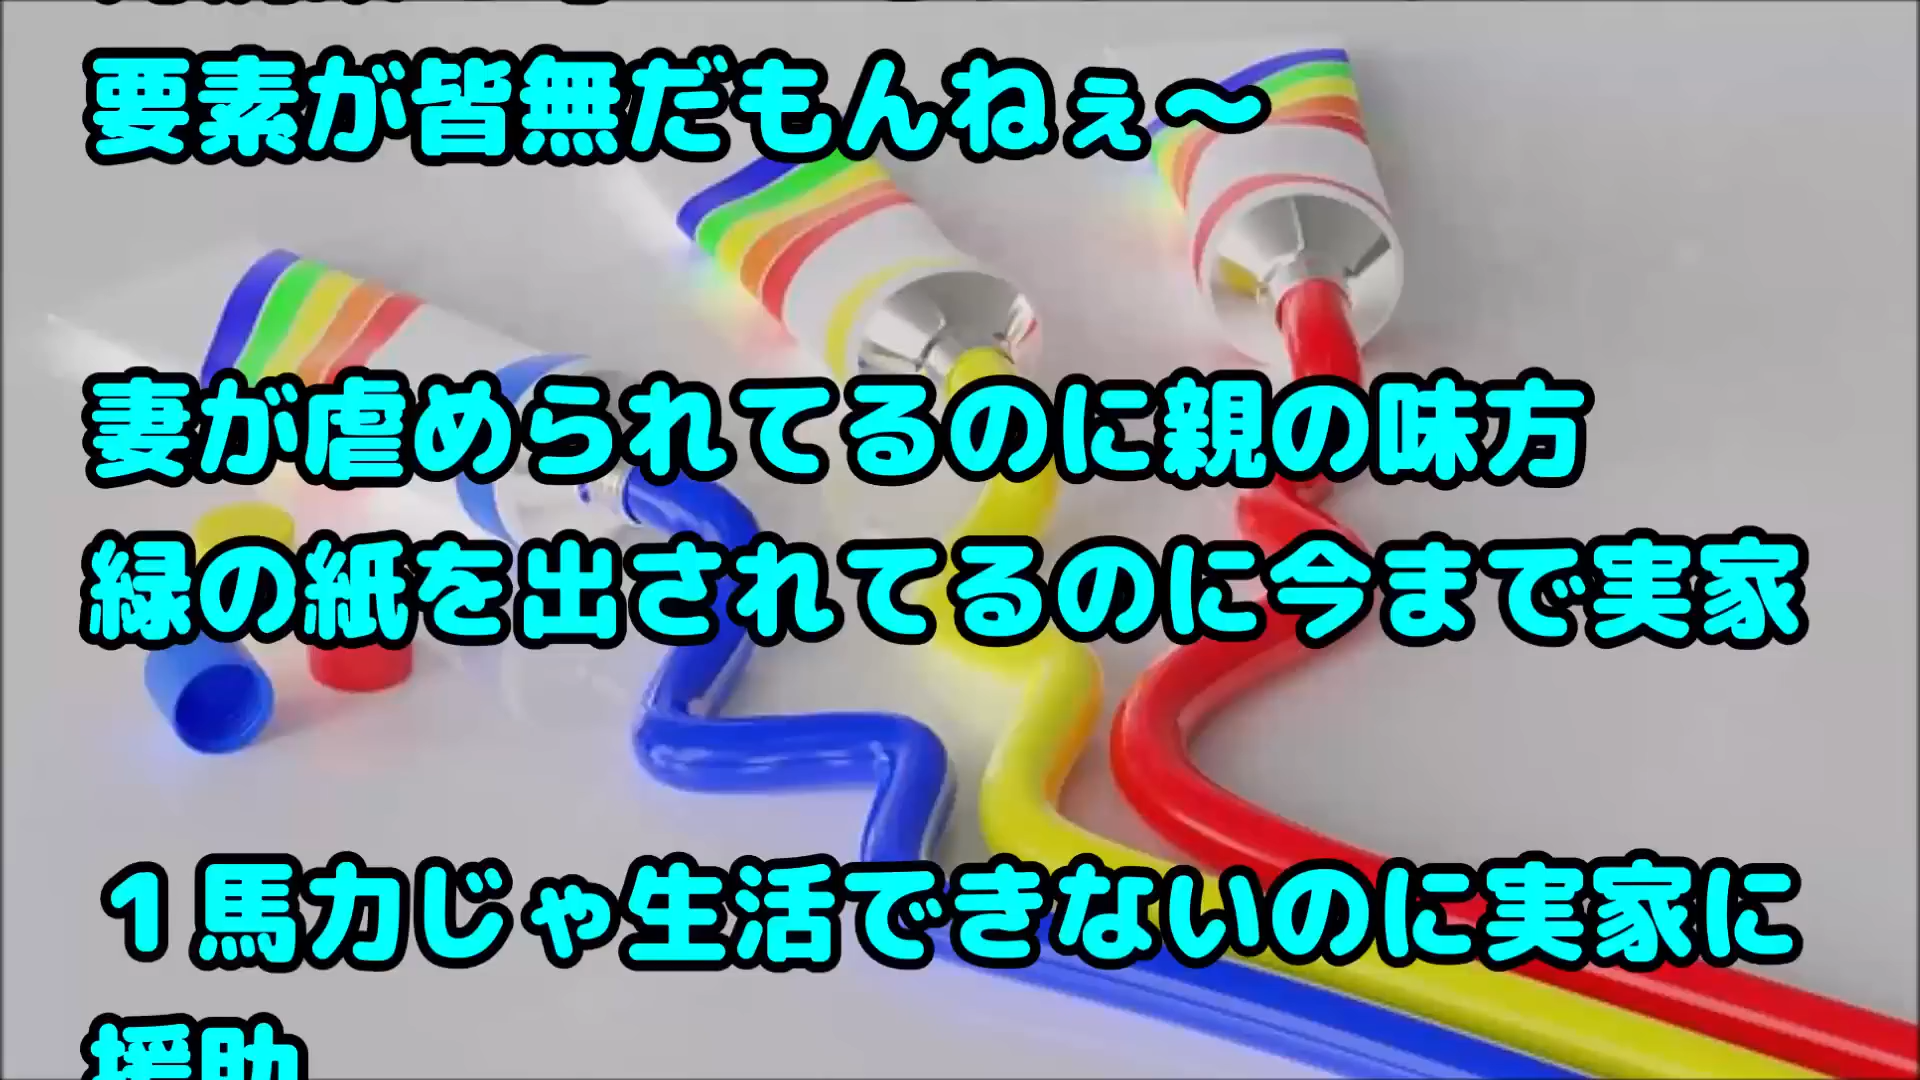 要素が皆無だもんねぇ～
妻が虐められてるのに親の味方
緑の紙を出されてるのに今まで実家
１馬力じゃ生活できないのに実家に
援助